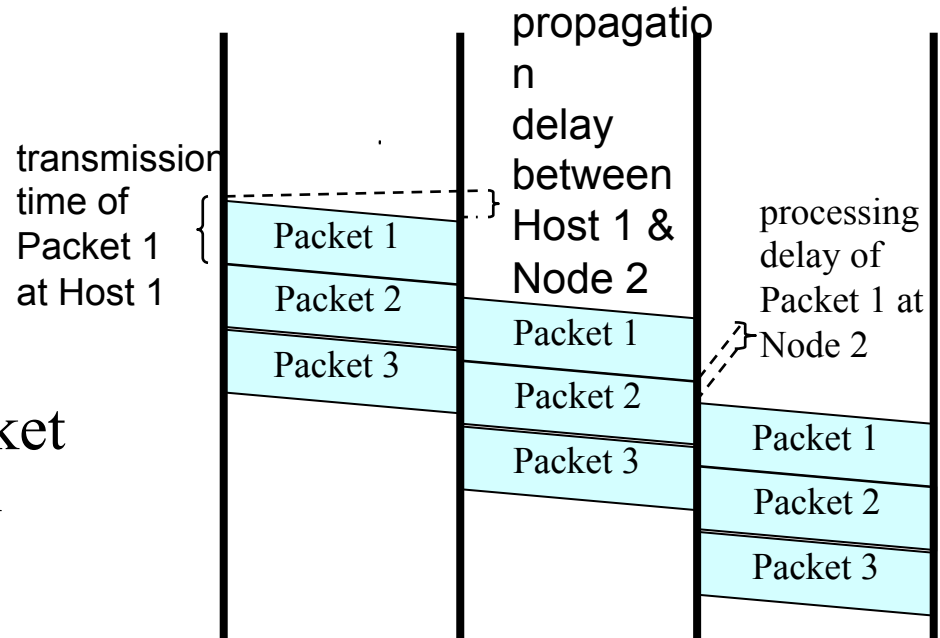 propagatio
n
delay
between
Host 1 &
Node 2
transmission
time of
Packet 1
at Host 1
processing
delay of
Packet 1 at
Node 2
Packet 1
Packet 2
Packet 3
Packet 1
Packet 2
Packet 3
Packet 1
Packet 2
Packet 3
ket